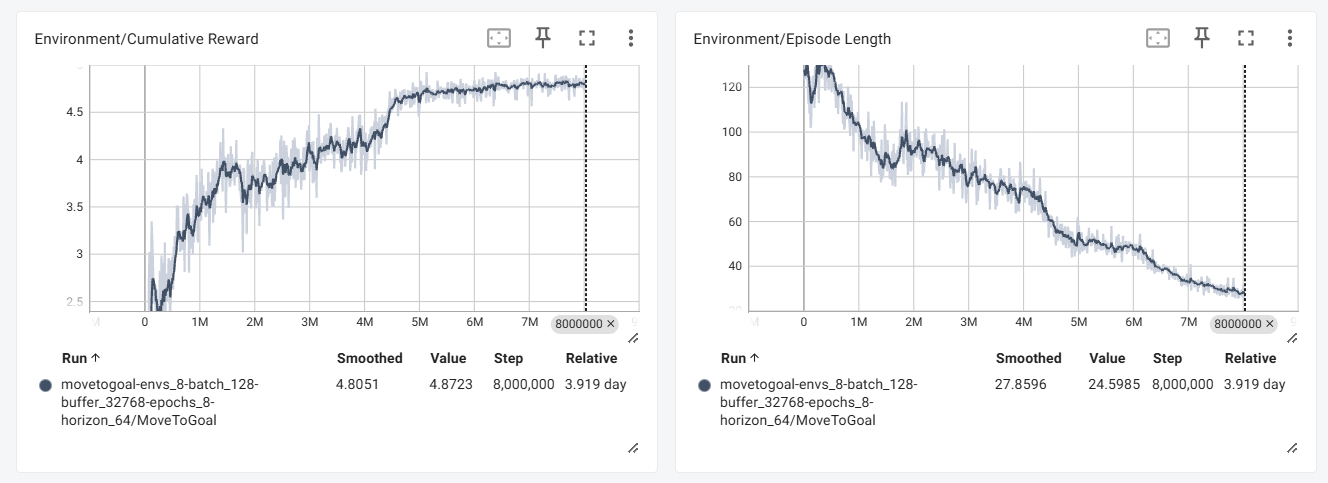 Environment/Cumulative Reward
4.5
4
3.5
3
2.5
M
0
1M
2M
3M
4M
5M
6M
7M
8000000 ×
9
Run ↑ Smoothed Value Step Relative
movetogoal-envs_8-batch_128- 4.8051 4.8723 8,000,000 3.919 day
buffer_32768-epochs_8-
horizon_64/MoveToGoal
Environment/Episode Length
120
100
80
60
40
20
M
0
1M
2M
3M
4M
5M
6M
7M
8000000 ×
9
Run ↑ Smoothed Value Step Relative
movetogoal-envs_8-batch_128- 27.8596 24.5985 8,000,000 3.919 day
buffer_32768-epochs_8-
horizon_64/MoveToGoal